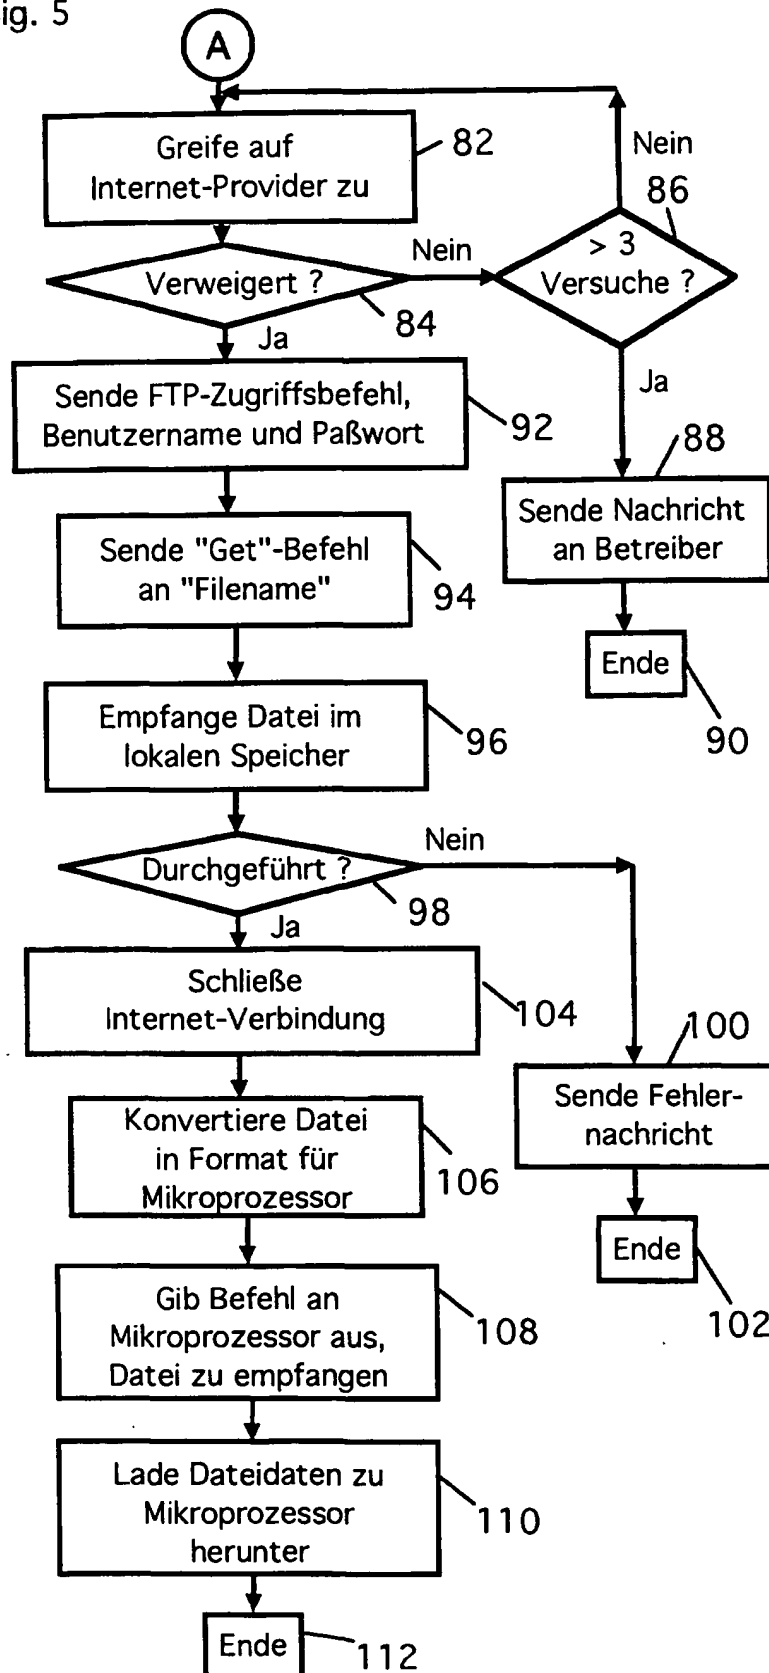 ig. 5
A
Greife auf
Internet-Provider zu
82
Nein
86
> 3
Versuche ?
Verweigert ?
Nein
84
Ja
Ja
Sende FTP-Zugriffsbefehl,
Benutzername und Paßwort
92
88
Sende Nachricht
an Betreiber
Sende "Get"-Befehl
an "Filename"
94
Ende
90
Empfange Datei im
lokalen Speicher
96
Durchgeführt ?
Nein
98
Ja
Schließe
Internet-Verbindung
104
100
Sende Fehler-
nachricht
Konvertiere Datei
in Format für
Mikroprozessor
106
Ende
102
Gib Befehl an
Mikroprozessor aus,
Datei zu empfangen
108
Lade Dateidaten zu
Mikroprozessor
herunter
110
Ende
112